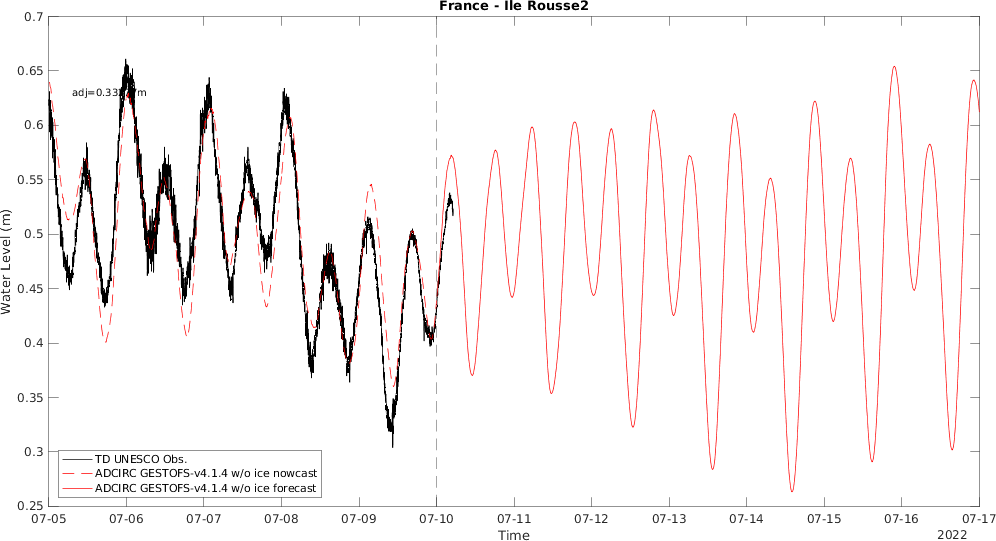 France - Ile Rousse2
0.7
0.65
0.6
0.55
0.5
0.45
0.4
0.35
0.3
0.25
Water Level (m)
TD UNESCO Obs.
ADCIRC GESTOFS-v4.1.4 w/o ice nowcast
ADCIRC GESTOFS-v4.1.4 w/o ice forecast
07-05 07-06 07-07 07-08 07-09 07-10 07-11 07-12 07-13 07-14 07-15 07-16 07-17
Time
2022